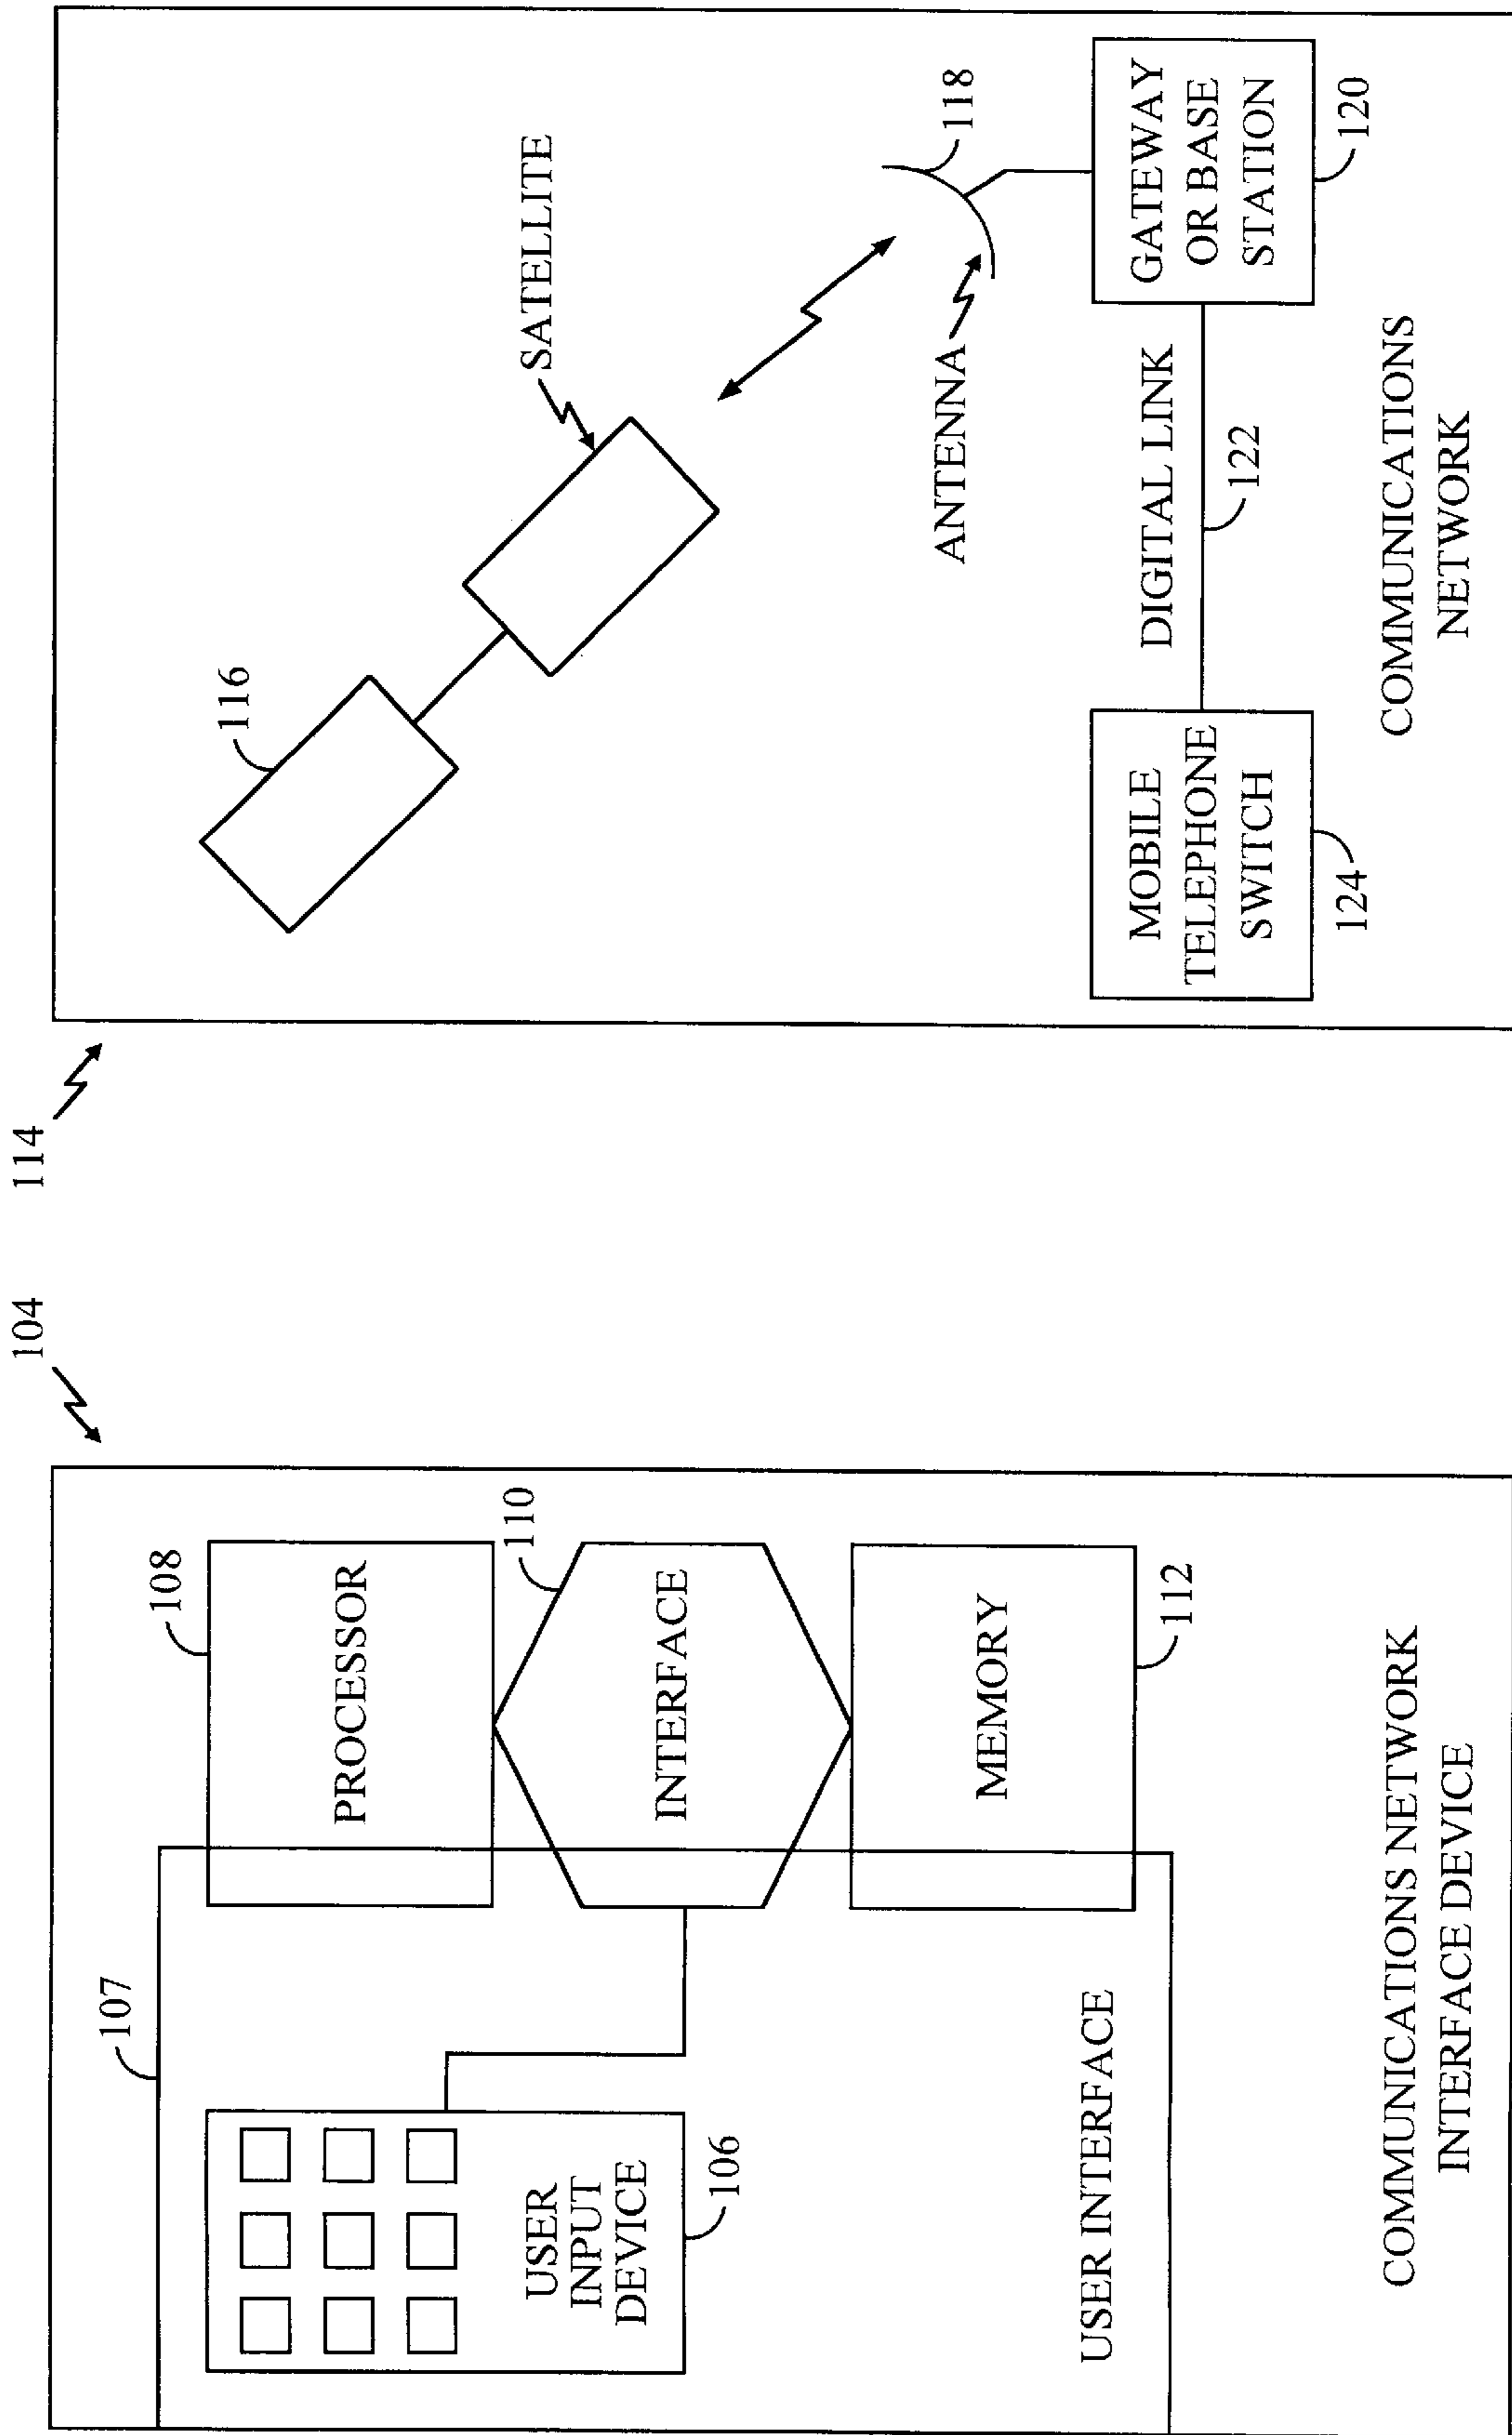 104
107
108
PROCESSOR
110
INTERFACE
MEMORY
112
USER
INPUT
DEVICE
106
USER INTERFACE
COMMUNICATIONS NETWORK
INTERFACE DEVICE
114
116
SATELLITE
118
ANTENNA
GATEWAY
OR BASE
STATION
120
DIGITAL LINK
122
MOBILE
TELEPHONE
SWITCH
124
COMMUNICATIONS
NETWORK